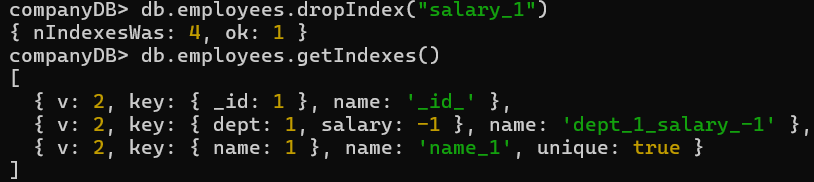 companyDB> db.employees.dropIndex("salary_1")
{ nIndexesWas: 4, ok: 1 }
companyDB> db.employees.getIndexes()
[
  { v: 2, key: { _id: 1 }, name: '_id_' },
  { v: 2, key: { dept: 1, salary: -1 }, name: 'dept_1_salary_-1' },
  { v: 2, key: { name: 1 }, name: 'name_1', unique: true }
]